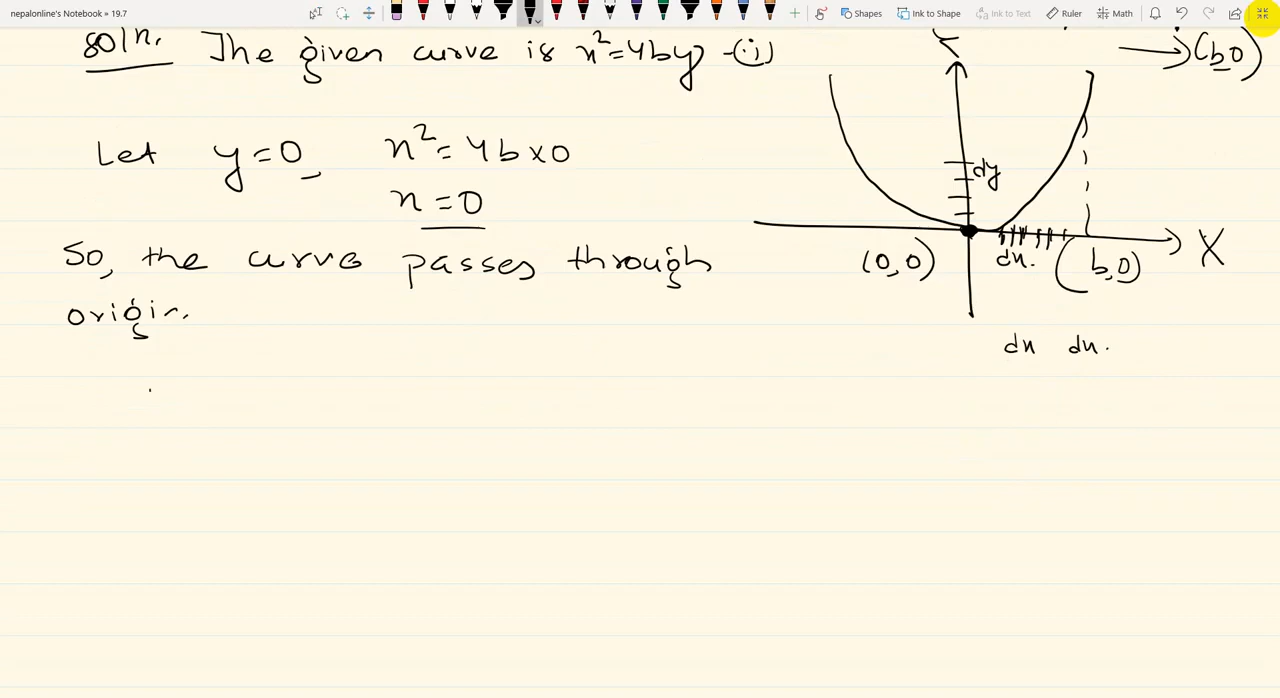 nepalonline's Notebook » 19.7
Shapes Ink to Shape Ink to Text Ruler Math
Soln. The given curve is x²=4by -(i)
(b,0)
Let y=0, x²=4b×0
x=0
dy
So, the curve passes through
origin.
(0,0) dx. (b,0) X
dx dx.